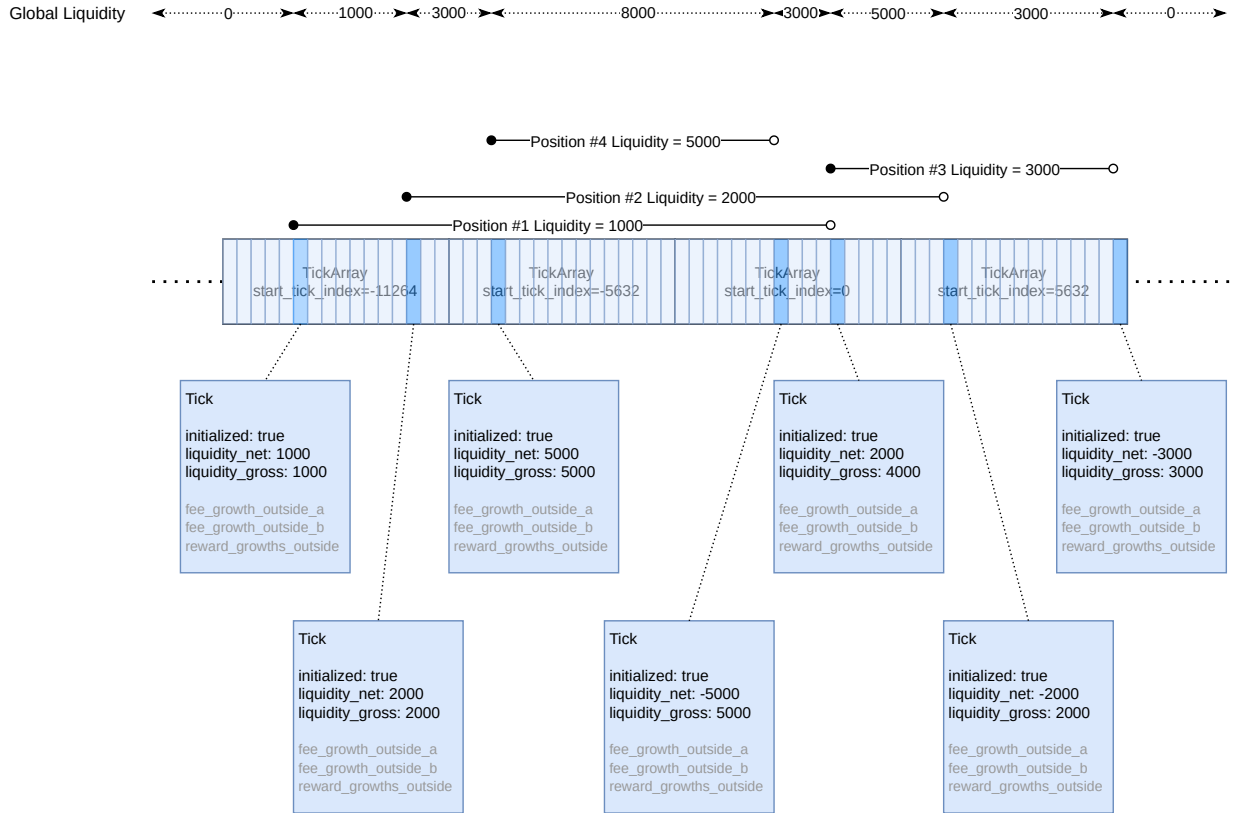 Global Liquidity
0
1000
3000
8000
3000
5000
3000
0
Position #4 Liquidity = 5000
Position #3 Liquidity = 3000
Position #2 Liquidity = 2000
Position #1 Liquidity = 1000
TickArray
start_tick_index=-11264
TickArray
start_tick_index=-5632
TickArray
start_tick_index=0
TickArray
start_tick_index=5632
Tick
initialized: true
liquidity_net: 1000
liquidity_gross: 1000
fee_growth_outside_a
fee_growth_outside_b
reward_growths_outside
Tick
initialized: true
liquidity_net: 5000
liquidity_gross: 5000
fee_growth_outside_a
fee_growth_outside_b
reward_growths_outside
Tick
initialized: true
liquidity_net: 2000
liquidity_gross: 4000
fee_growth_outside_a
fee_growth_outside_b
reward_growths_outside
Tick
initialized: true
liquidity_net: -3000
liquidity_gross: 3000
fee_growth_outside_a
fee_growth_outside_b
reward_growths_outside
Tick
initialized: true
liquidity_net: 2000
liquidity_gross: 2000
fee_growth_outside_a
fee_growth_outside_b
reward_growths_outside
Tick
initialized: true
liquidity_net: -5000
liquidity_gross: 5000
fee_growth_outside_a
fee_growth_outside_b
reward_growths_outside
Tick
initialized: true
liquidity_net: -2000
liquidity_gross: 2000
fee_growth_outside_a
fee_growth_outside_b
reward_growths_outside